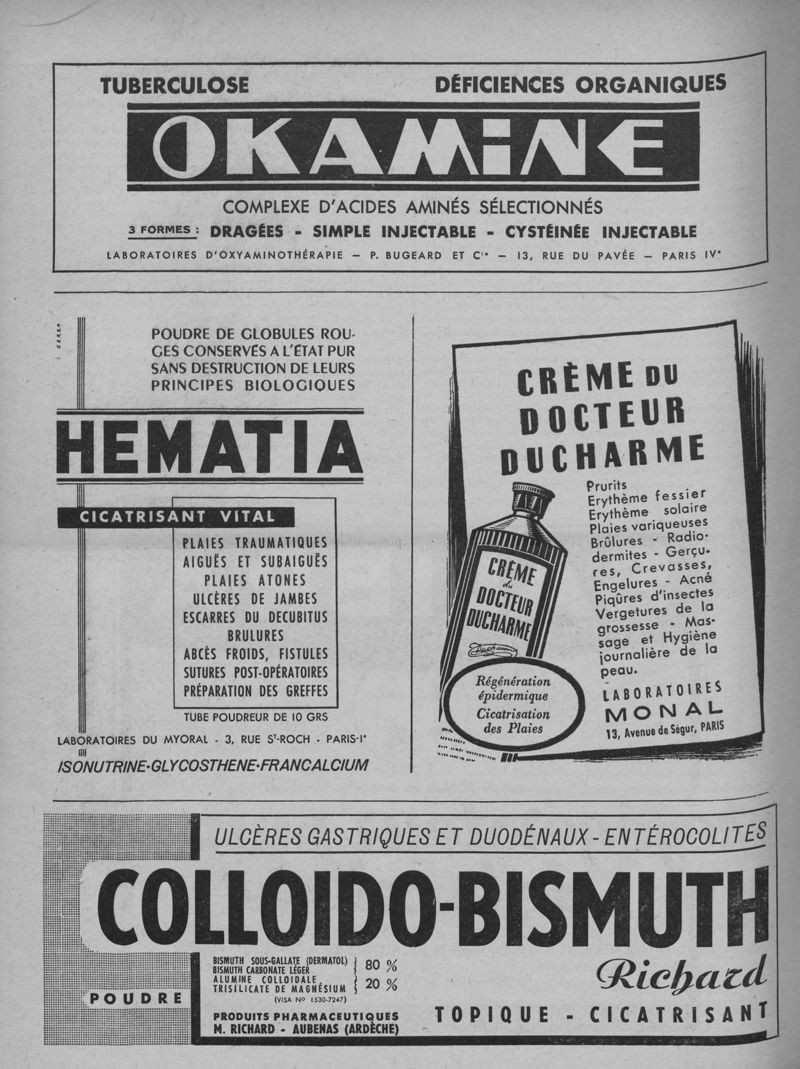 TUBERCULOSE DÉFICIENCES ORGANIQUES
OKAMiNE
COMPLEXE D'ACIDES AMINÉS SÉLECTIONNÉS
3 FORMES : DRAGÉES - SIMPLE INJECTABLE - CYSTÉINÉE INJECTABLE
LABORATOIRES D'OXYAMINOTHÉRAPIE — P. BUGEARD ET Cie — 13, RUE DU PAVÉE — PARIS IVe
POUDRE DE GLOBULES ROU-
GES CONSERVÉS A L'ÉTAT PUR
SANS DESTRUCTION DE LEURS
PRINCIPES BIOLOGIQUES
HEMATIA
CICATRISANT VITAL
PLAIES TRAUMATIQUES
AIGUËS ET SUBAIGUËS
PLAIES ATONES
ULCÈRES DE JAMBES
ESCARRES DU DECUBITUS
BRULURES
ABCÈS FROIDS, FISTULES
SUTURES POST-OPÉRATOIRES
PRÉPARATION DES GREFFES
TUBE POUDREUR DE 10 GRS
LABORATOIRES DU MYORAL - 3, RUE ST-ROCH - PARIS-Ie
ISONUTRINE-GLYCOSTHENE-FRANCALCIUM
CRÈME DU
DOCTEUR
DUCHARME
Prurits
Erythème fessier
Erythème solaire
Plaies variqueuses
Brûlures - Radio-
dermites - Gerçu-
res, Crevasses,
Engelures - Acné
Piqûres d'insectes
Vergetures de la
grossesse - Mas-
sage et Hygiène
journalière de la
peau.
CRÈME
du
DOCTEUR
DUCHARME
Ducharme
Régénération
épidermique
Cicatrisation
des Plaies
LABORATOIRES
MONAL
13, Avenue de Ségur, PARIS
ULCÈRES GASTRIQUES ET DUODÉNAUX - ENTÉROCOLITES
COLLOIDO-BISMUTH
Richard
BISMUTH SOUS-GALLATE (DERMATOL)
BISMUTH CARBONATE LÉGER
80 %
ALUMINE COLLOIDALE
TRISILICATE DE MAGNÉSIUM
20 %
(VISA No 1530-7247)
POUDRE
PRODUITS PHARMACEUTIQUES
M. RICHARD - AUBENAS (ARDÈCHE)
TOPIQUE - CICATRISANT